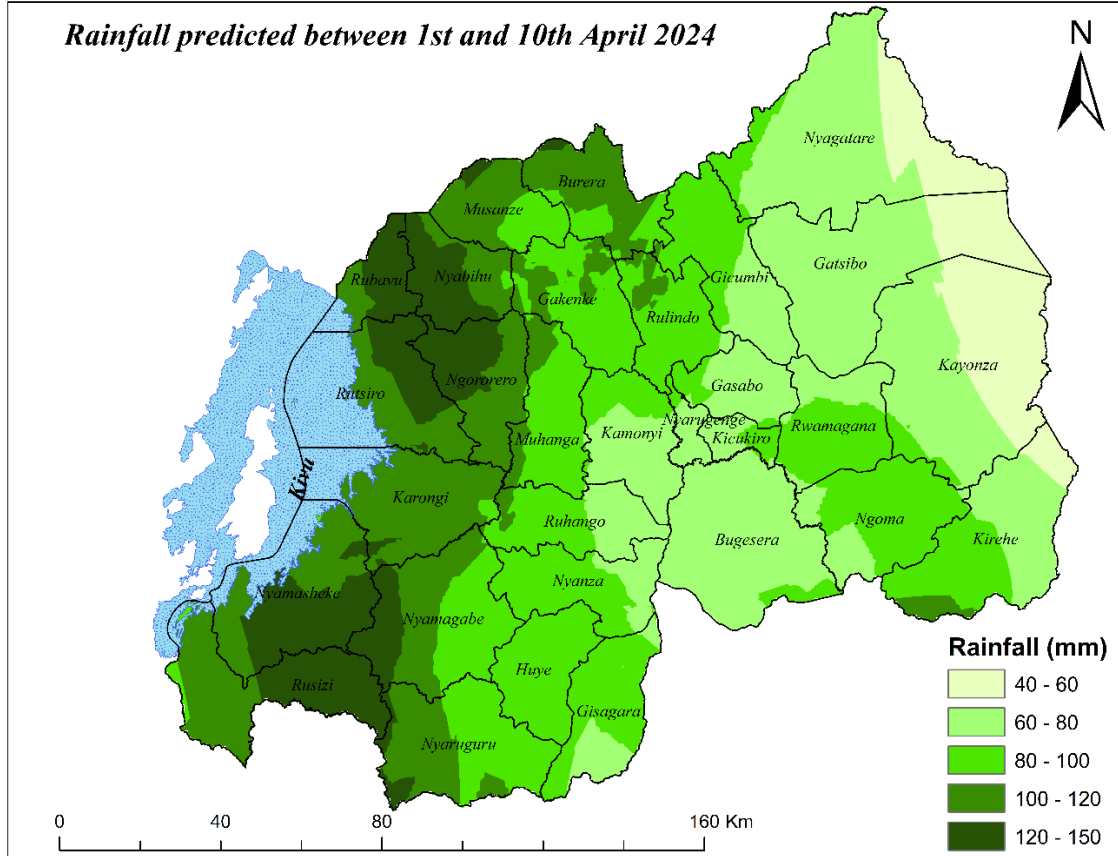 Rainfall predicted between 1st and 10th April 2024
N
Nyagatare
Burera
Musanze
Gatsibo
Rubavu
Nyabihu
Gicumbi
Gakenke
Rulindo
Kayonza
Ngororero
Gasabo
Rutsiro
Nyarugenge
Rwamagana
Muhanga
Kamonyi
Kicukiro
Kivu
Karongi
Ruhango
Ngoma
Bugesera
Kirehe
Nyanza
Nyamasheke
Nyamagabe
Huye
Rusizi
Gisagara
Nyaruguru
Rainfall (mm)
40 - 60
60 - 80
80 - 100
100 - 120
120 - 150
0 40 80 160 Km